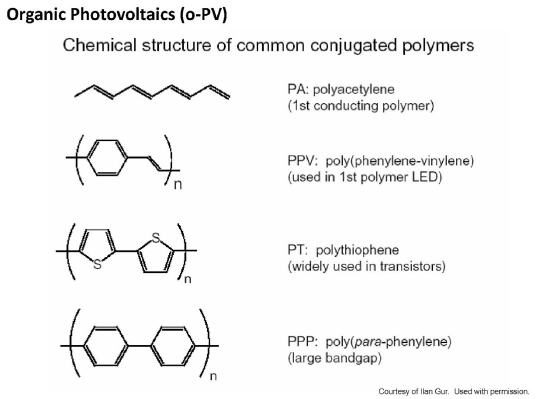 Organic Photovoltaics (o-PV)
Chemical structure of common conjugated polymers
PA: polyacetylene
(1st conducting polymer)
n
PPV: poly(phenylene-vinylene)
(used in 1st polymer LED)
S
S
n
PT: polythiophene
(widely used in transistors)
n
PPP: poly(para-phenylene)
(large bandgap)
Courtesy of Ilan Gur. Used with permission.